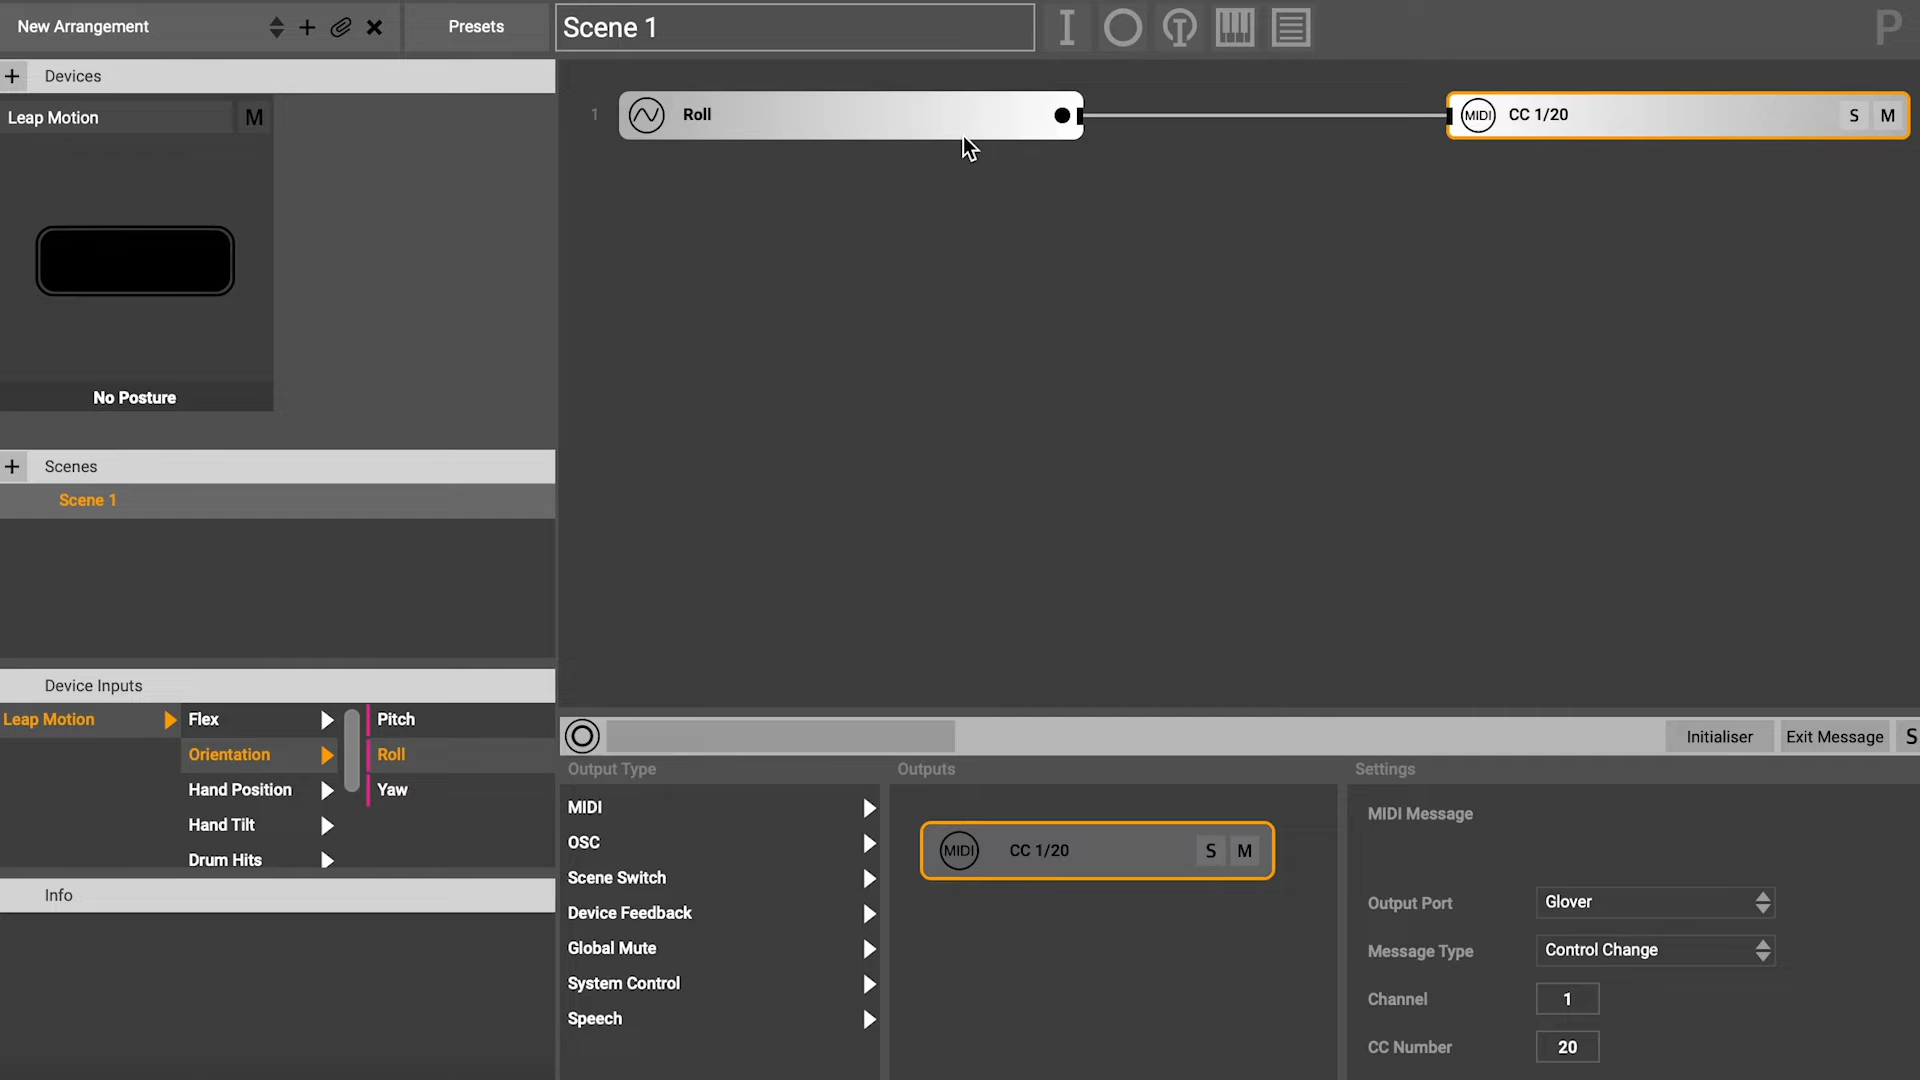 New Arrangement
Presets
Scene 1
P
Devices
Leap Motion
M
No Posture
1
Roll
MIDI
CC 1/20
S
M
Scenes
Scene 1
Device Inputs
Leap Motion
Flex
Orientation
Hand Position
Hand Tilt
Drum Hits
Pitch
Roll
Yaw
Info
Initialiser
Exit Message
S
Output Type
MIDI
OSC
Scene Switch
Device Feedback
Global Mute
System Control
Speech
Outputs
MIDI
CC 1/20
S
M
Settings
MIDI Message
Output Port
Glover
Message Type
Control Change
Channel
1
CC Number
20